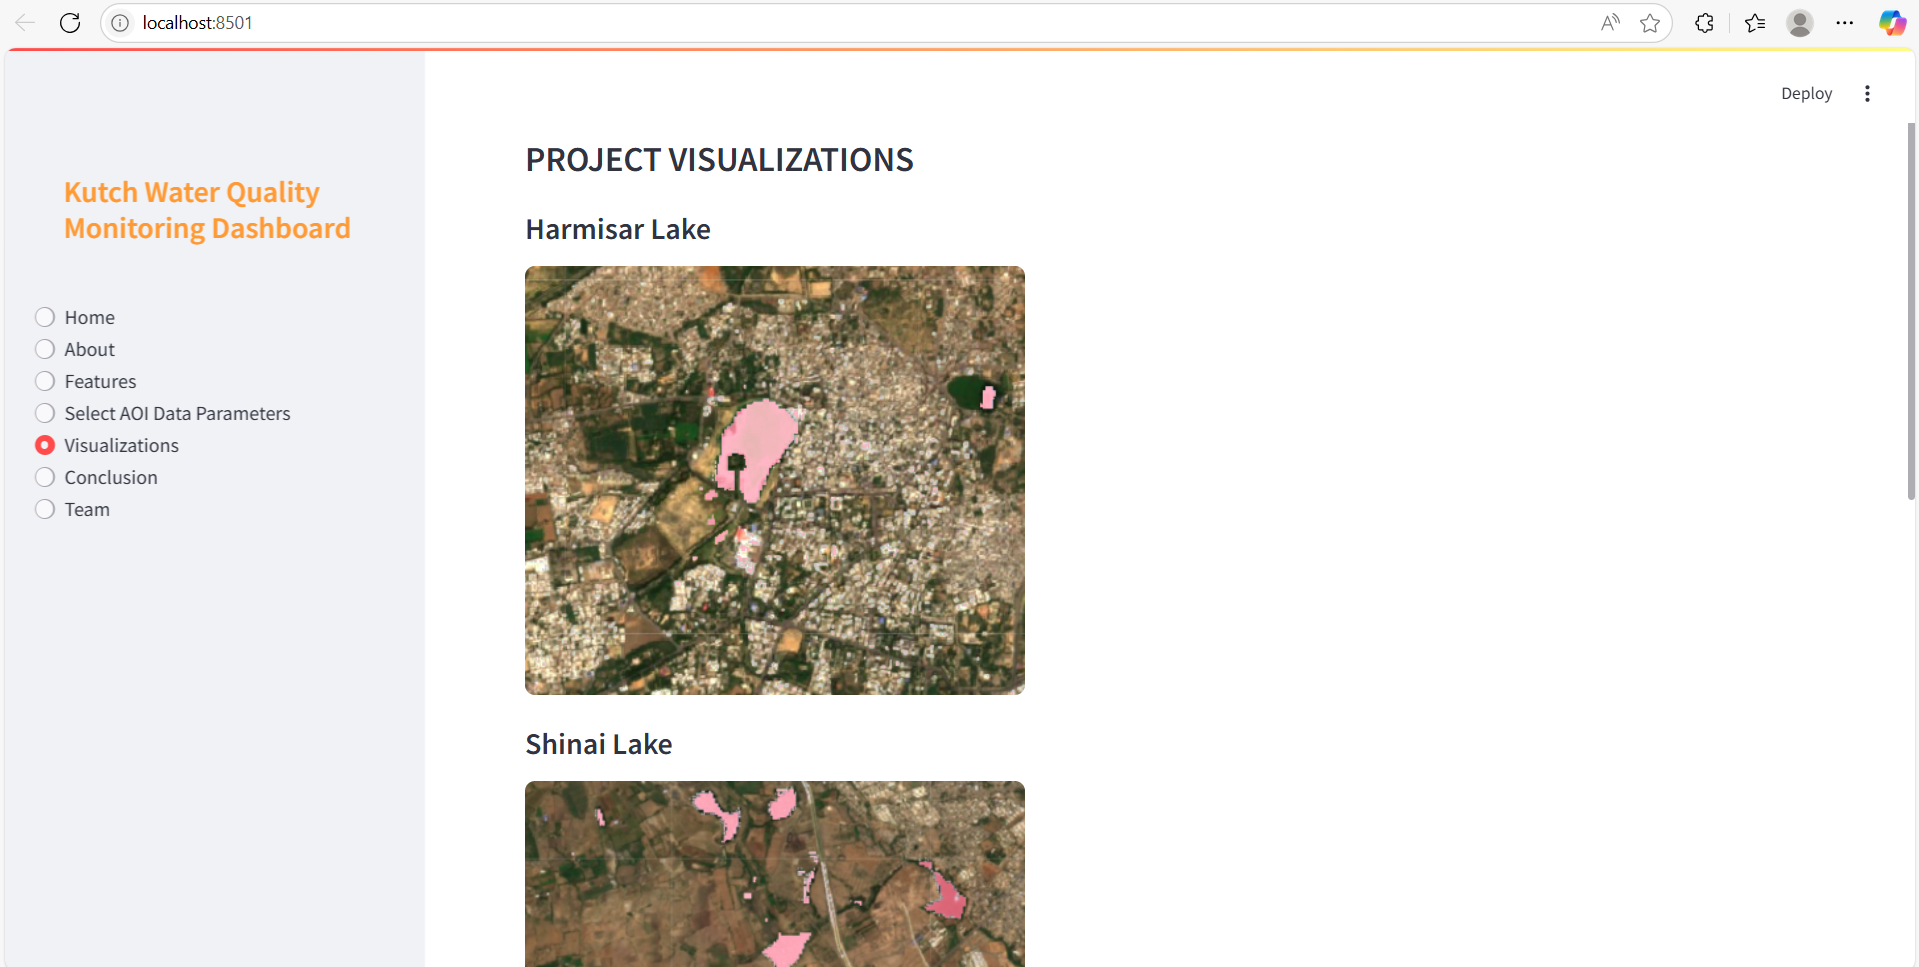 localhost:8501
Deploy
Kutch Water Quality
Monitoring Dashboard
Home
About
Features
Select AOI Data Parameters
Visualizations
Conclusion
Team
PROJECT VISUALIZATIONS
Harmisar Lake
Shinai Lake